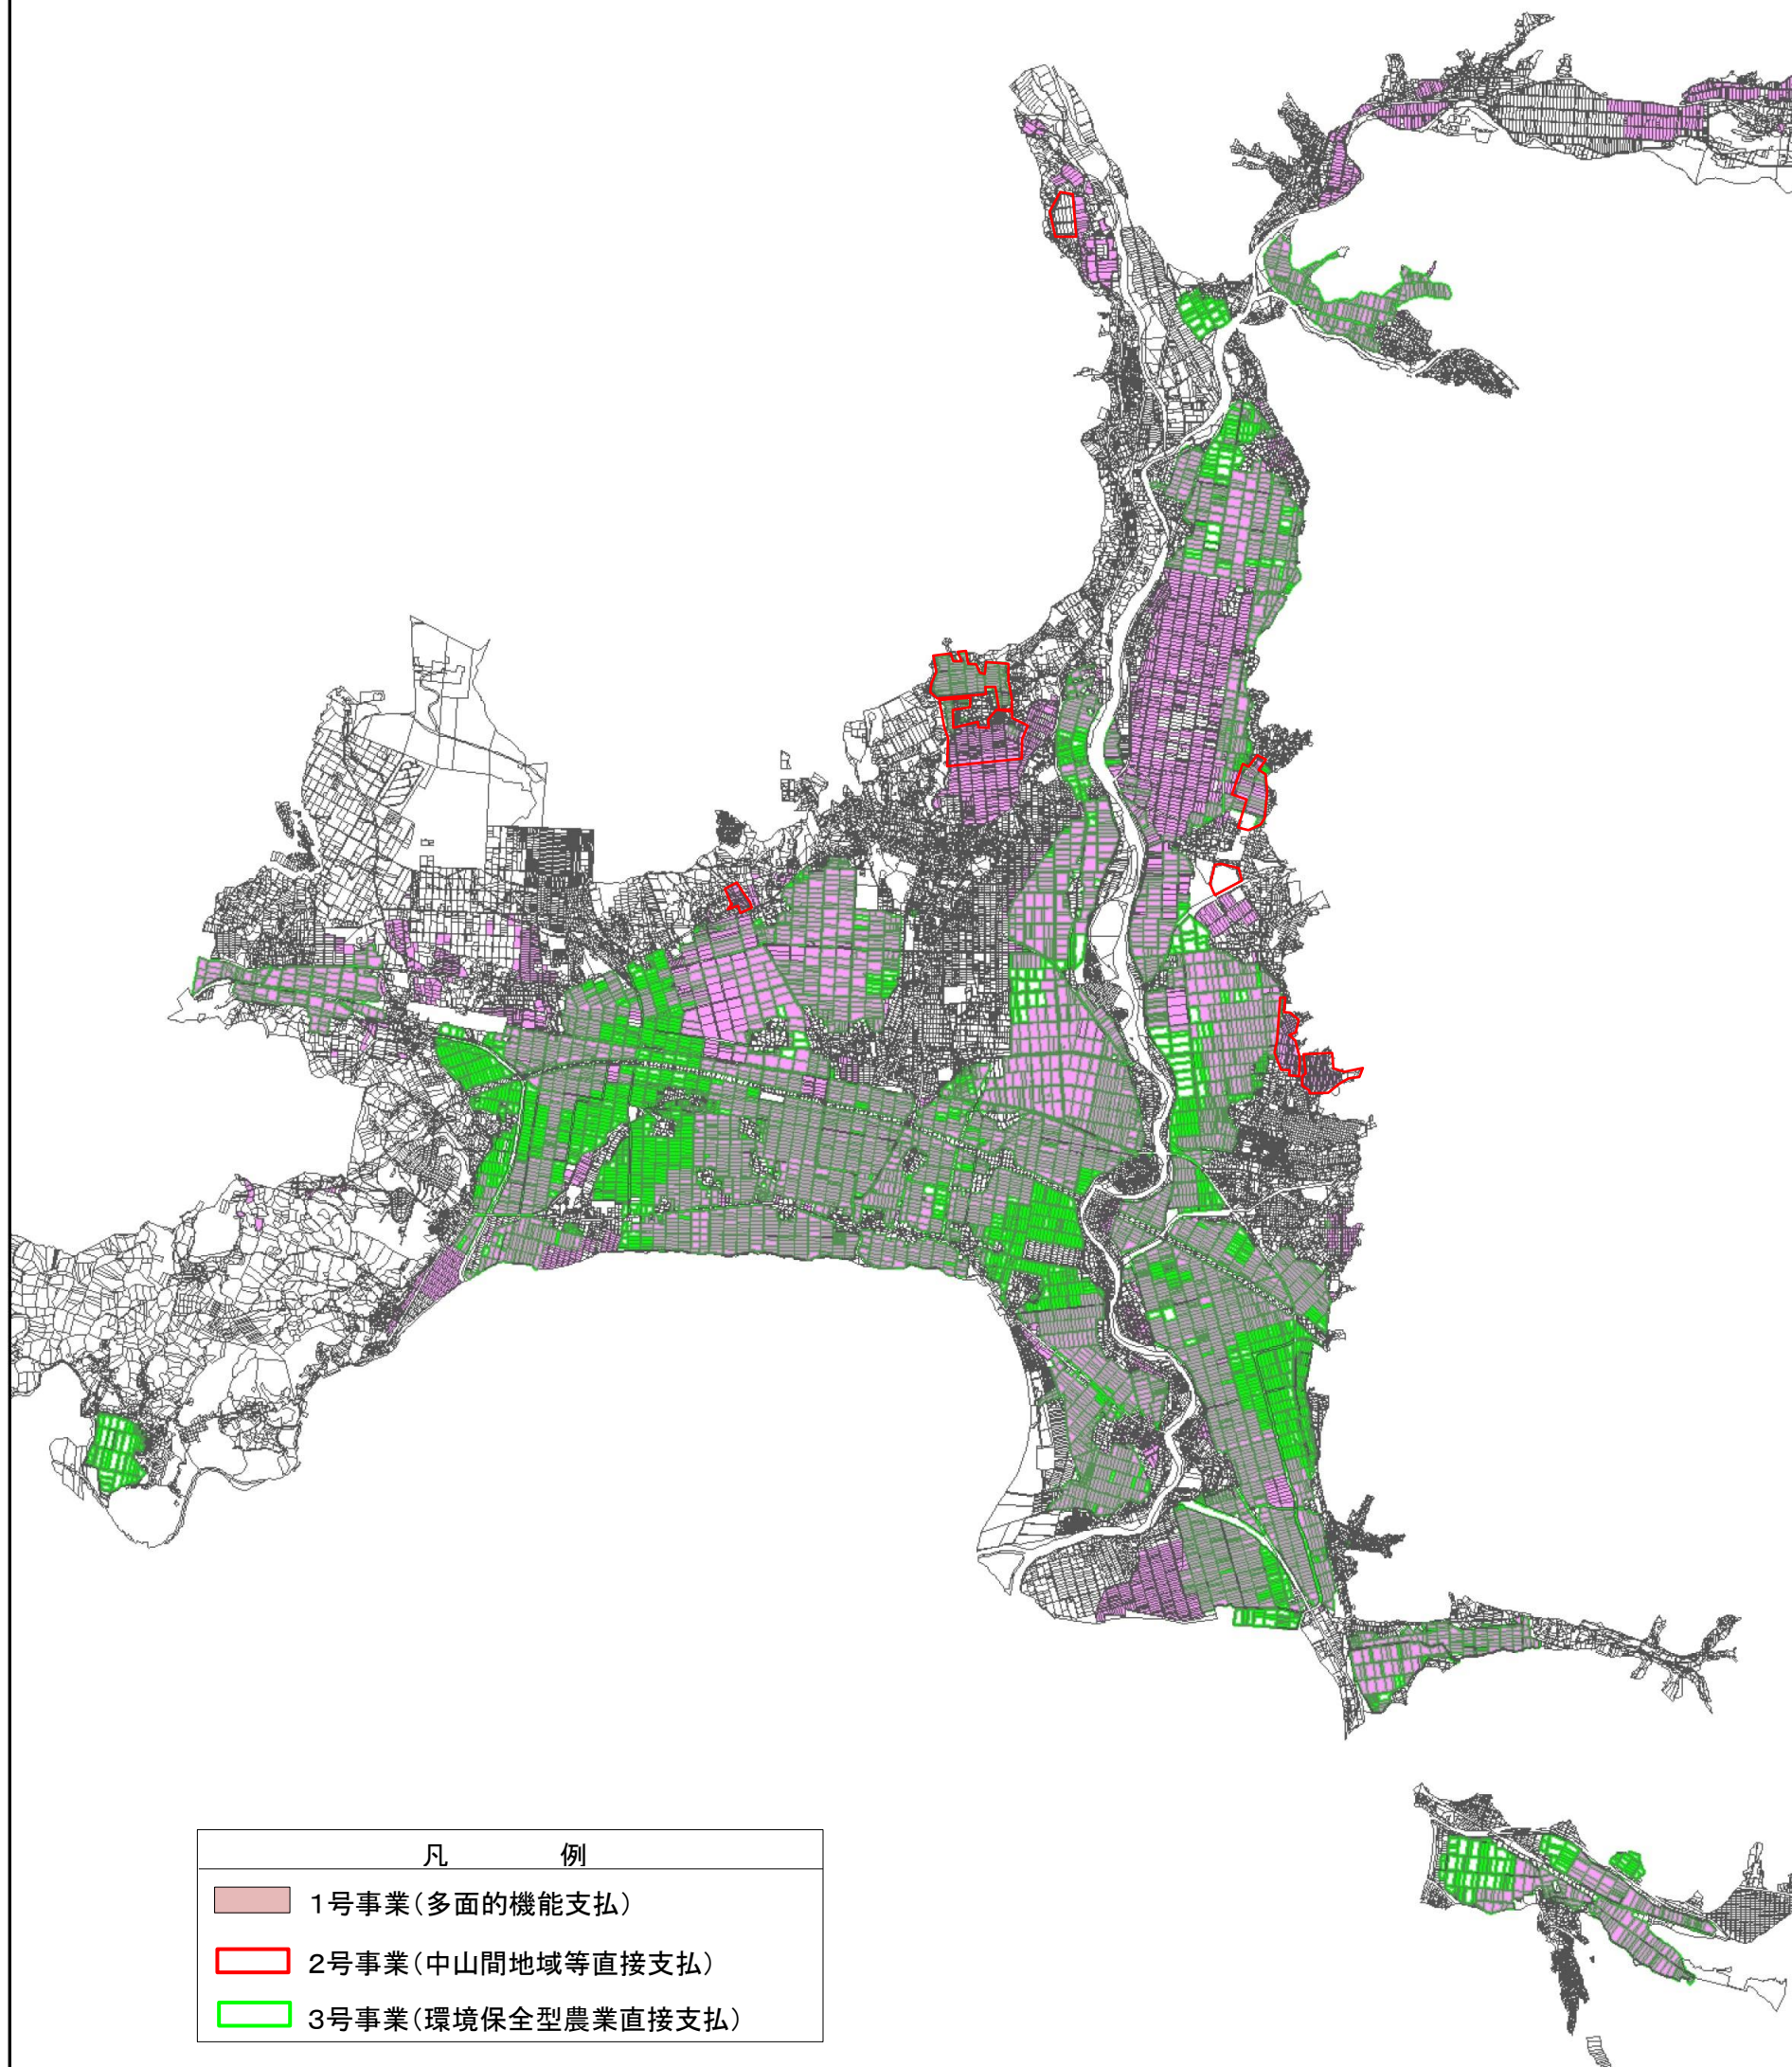 凡　例
1号事業(多面的機能支払)
2号事業(中山間地域等直接支払)
3号事業(環境保全型農業直接支払)